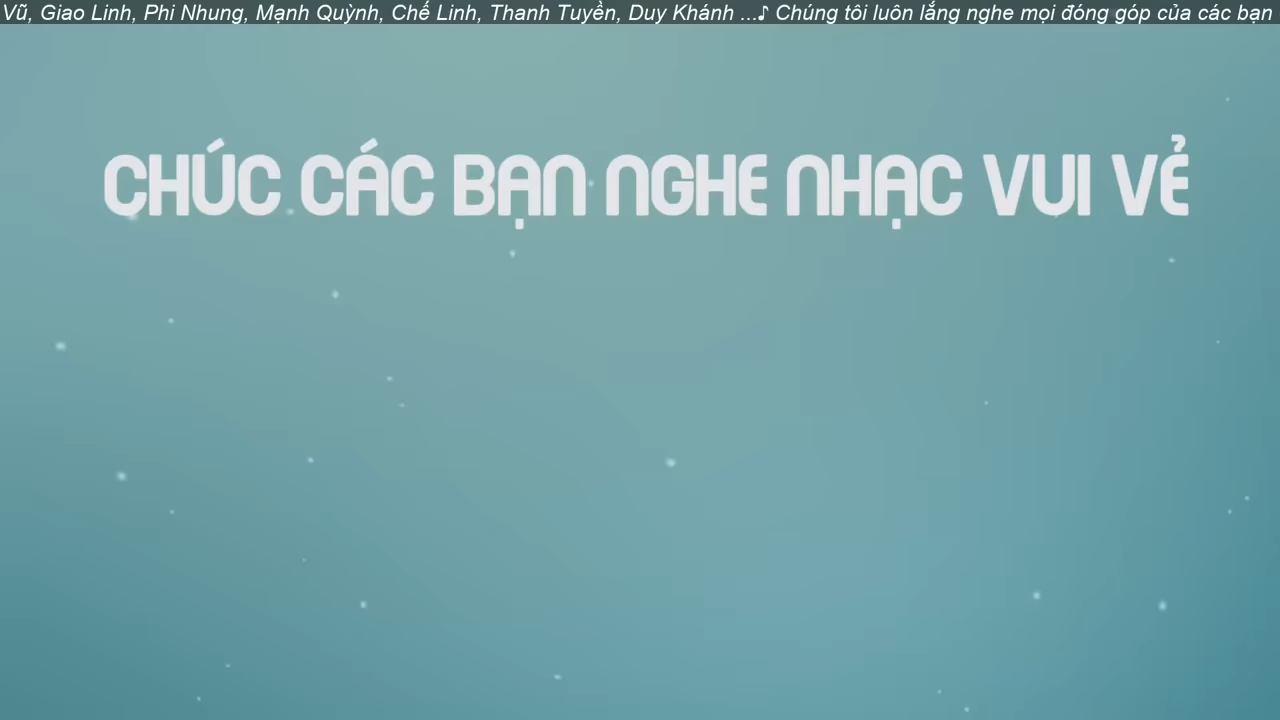 Vũ, Giao Linh, Phi Nhung, Mạnh Quỳnh, Chế Linh, Thanh Tuyền, Duy Khánh ...♪ Chúng tôi luôn lắng nghe mọi đóng góp của các bạn
CHÚC CÁC BẠN NGHE NHẠC VUI VẺ